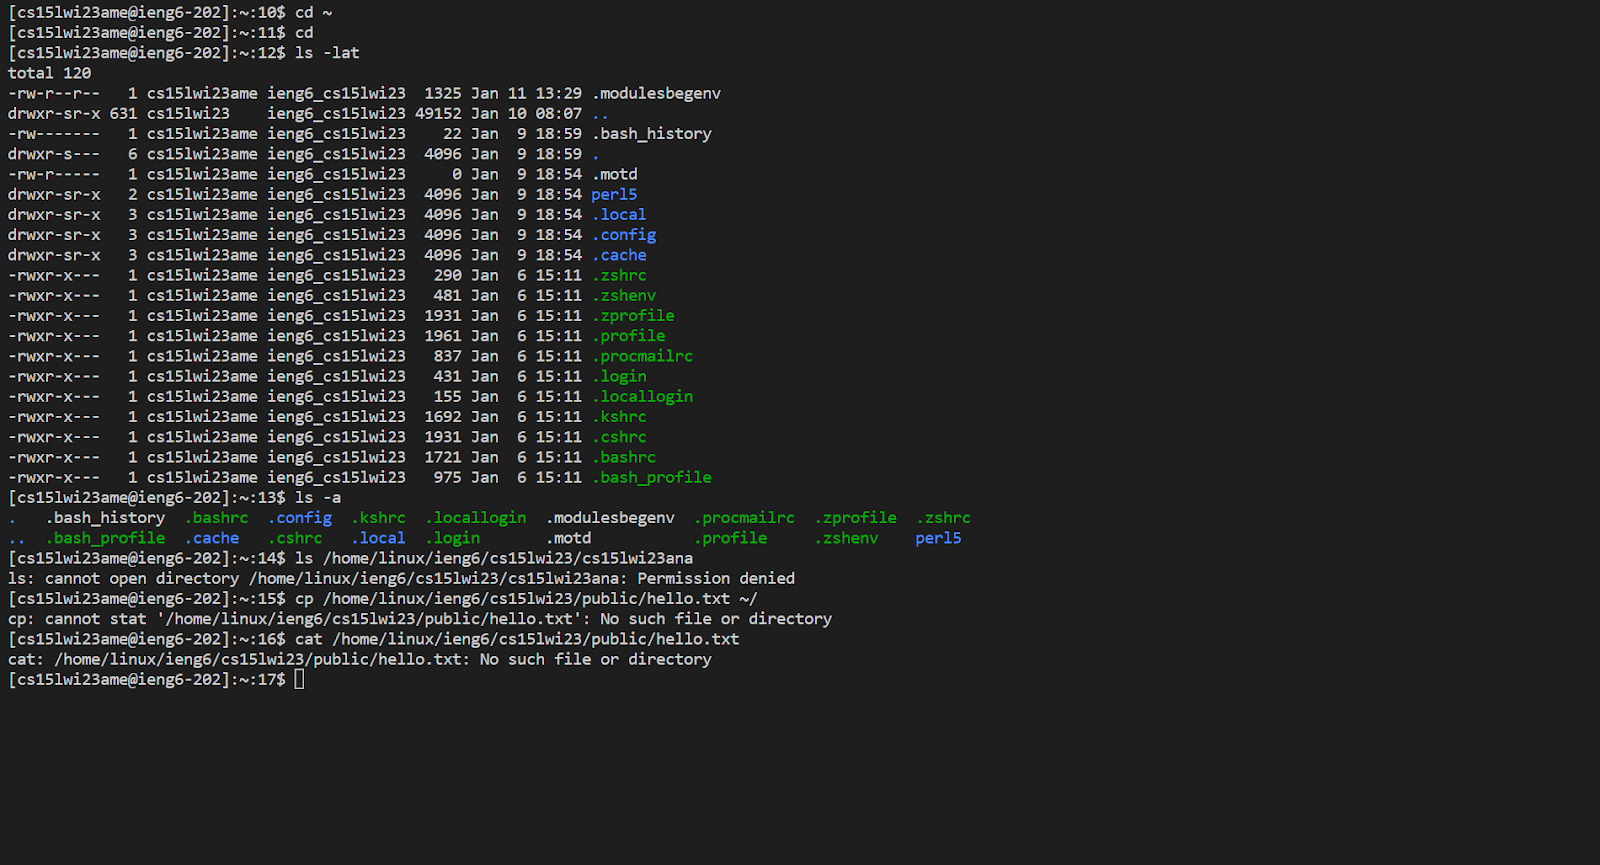 [cs15lwi23ame@ieng6-202]:~:10$ cd ~
[cs15lwi23ame@ieng6-202]:~:11$ cd
[cs15lwi23ame@ieng6-202]:~:12$ ls -lat
total 120
-rw-r--r--   1 cs15lwi23ame ieng6_cs15lwi23  1325 Jan 11 13:29 .modulesbegenv
drwxr-sr-x 631 cs15lwi23    ieng6_cs15lwi23 49152 Jan 10 08:07 ..
-rw-------   1 cs15lwi23ame ieng6_cs15lwi23    22 Jan  9 18:59 .bash_history
drwxr-s---   6 cs15lwi23ame ieng6_cs15lwi23  4096 Jan  9 18:59 .
-rw-r-----   1 cs15lwi23ame ieng6_cs15lwi23     0 Jan  9 18:54 .motd
drwxr-sr-x   2 cs15lwi23ame ieng6_cs15lwi23  4096 Jan  9 18:54 perl5
drwxr-sr-x   3 cs15lwi23ame ieng6_cs15lwi23  4096 Jan  9 18:54 .local
drwxr-sr-x   3 cs15lwi23ame ieng6_cs15lwi23  4096 Jan  9 18:54 .config
drwxr-sr-x   3 cs15lwi23ame ieng6_cs15lwi23  4096 Jan  9 18:54 .cache
-rwxr-x---   1 cs15lwi23ame ieng6_cs15lwi23   290 Jan  6 15:11 .zshrc
-rwxr-x---   1 cs15lwi23ame ieng6_cs15lwi23   481 Jan  6 15:11 .zshenv
-rwxr-x---   1 cs15lwi23ame ieng6_cs15lwi23  1931 Jan  6 15:11 .zprofile
-rwxr-x---   1 cs15lwi23ame ieng6_cs15lwi23  1961 Jan  6 15:11 .profile
-rwxr-x---   1 cs15lwi23ame ieng6_cs15lwi23   837 Jan  6 15:11 .procmailrc
-rwxr-x---   1 cs15lwi23ame ieng6_cs15lwi23   431 Jan  6 15:11 .login
-rwxr-x---   1 cs15lwi23ame ieng6_cs15lwi23   155 Jan  6 15:11 .locallogin
-rwxr-x---   1 cs15lwi23ame ieng6_cs15lwi23  1692 Jan  6 15:11 .kshrc
-rwxr-x---   1 cs15lwi23ame ieng6_cs15lwi23  1931 Jan  6 15:11 .cshrc
-rwxr-x---   1 cs15lwi23ame ieng6_cs15lwi23  1721 Jan  6 15:11 .bashrc
-rwxr-x---   1 cs15lwi23ame ieng6_cs15lwi23   975 Jan  6 15:11 .bash_profile
[cs15lwi23ame@ieng6-202]:~:13$ ls -a
.   .bash_history  .bashrc  .config  .kshrc  .locallogin  .modulesbegenv  .procmailrc  .zprofile  .zshrc
..  .bash_profile  .cache   .cshrc   .local  .login       .motd           .profile     .zshenv    perl5
[cs15lwi23ame@ieng6-202]:~:14$ ls /home/linux/ieng6/cs15lwi23/cs15lwi23ana
ls: cannot open directory /home/linux/ieng6/cs15lwi23/cs15lwi23ana: Permission denied
[cs15lwi23ame@ieng6-202]:~:15$ cp /home/linux/ieng6/cs15lwi23/public/hello.txt ~/
cp: cannot stat '/home/linux/ieng6/cs15lwi23/public/hello.txt': No such file or directory
[cs15lwi23ame@ieng6-202]:~:16$ cat /home/linux/ieng6/cs15lwi23/public/hello.txt
cat: /home/linux/ieng6/cs15lwi23/public/hello.txt: No such file or directory
[cs15lwi23ame@ieng6-202]:~:17$